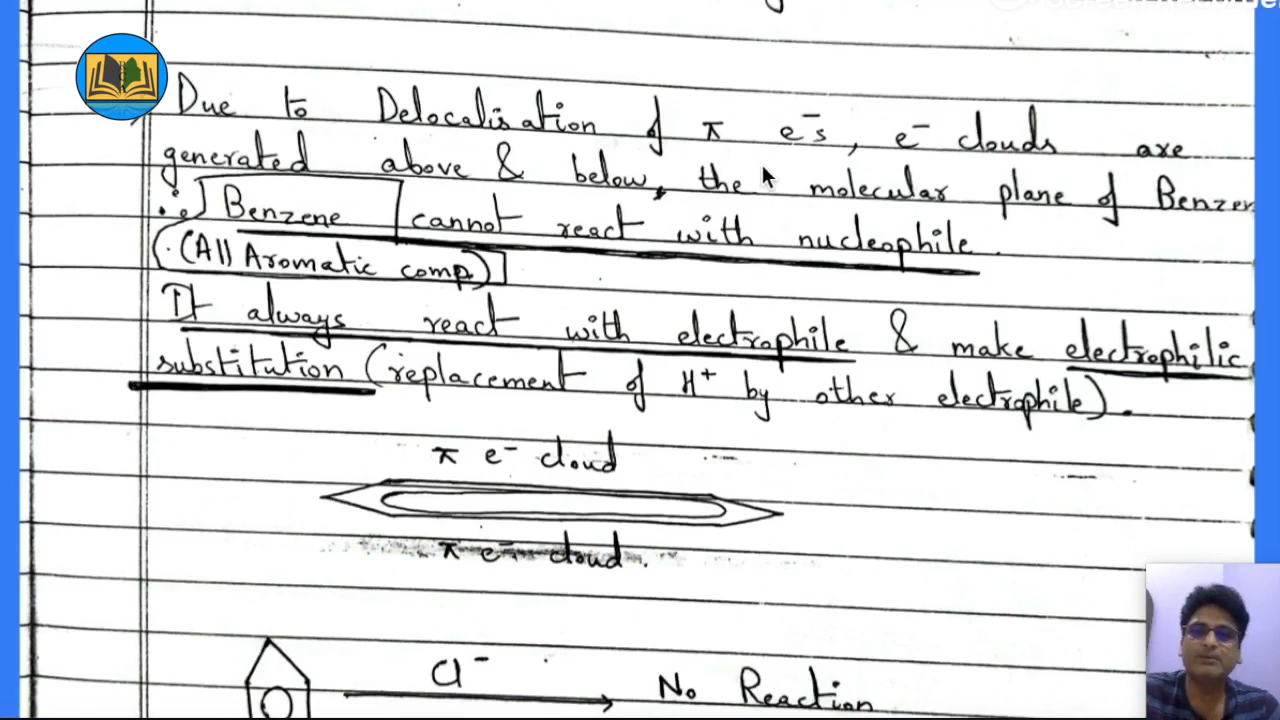 Due to Delocalisation of π e⁻s, e⁻ clouds are
generated above & below, the molecular plane of Benzen
∴ Benzene cannot react with nucleophile.
(All Aromatic comp.)
It always react with electrophile & make electrophilic
substitution (replacement of H⁺ by other electrophile).
π e⁻ cloud
π e⁻ cloud.
Cl⁻
No Reaction